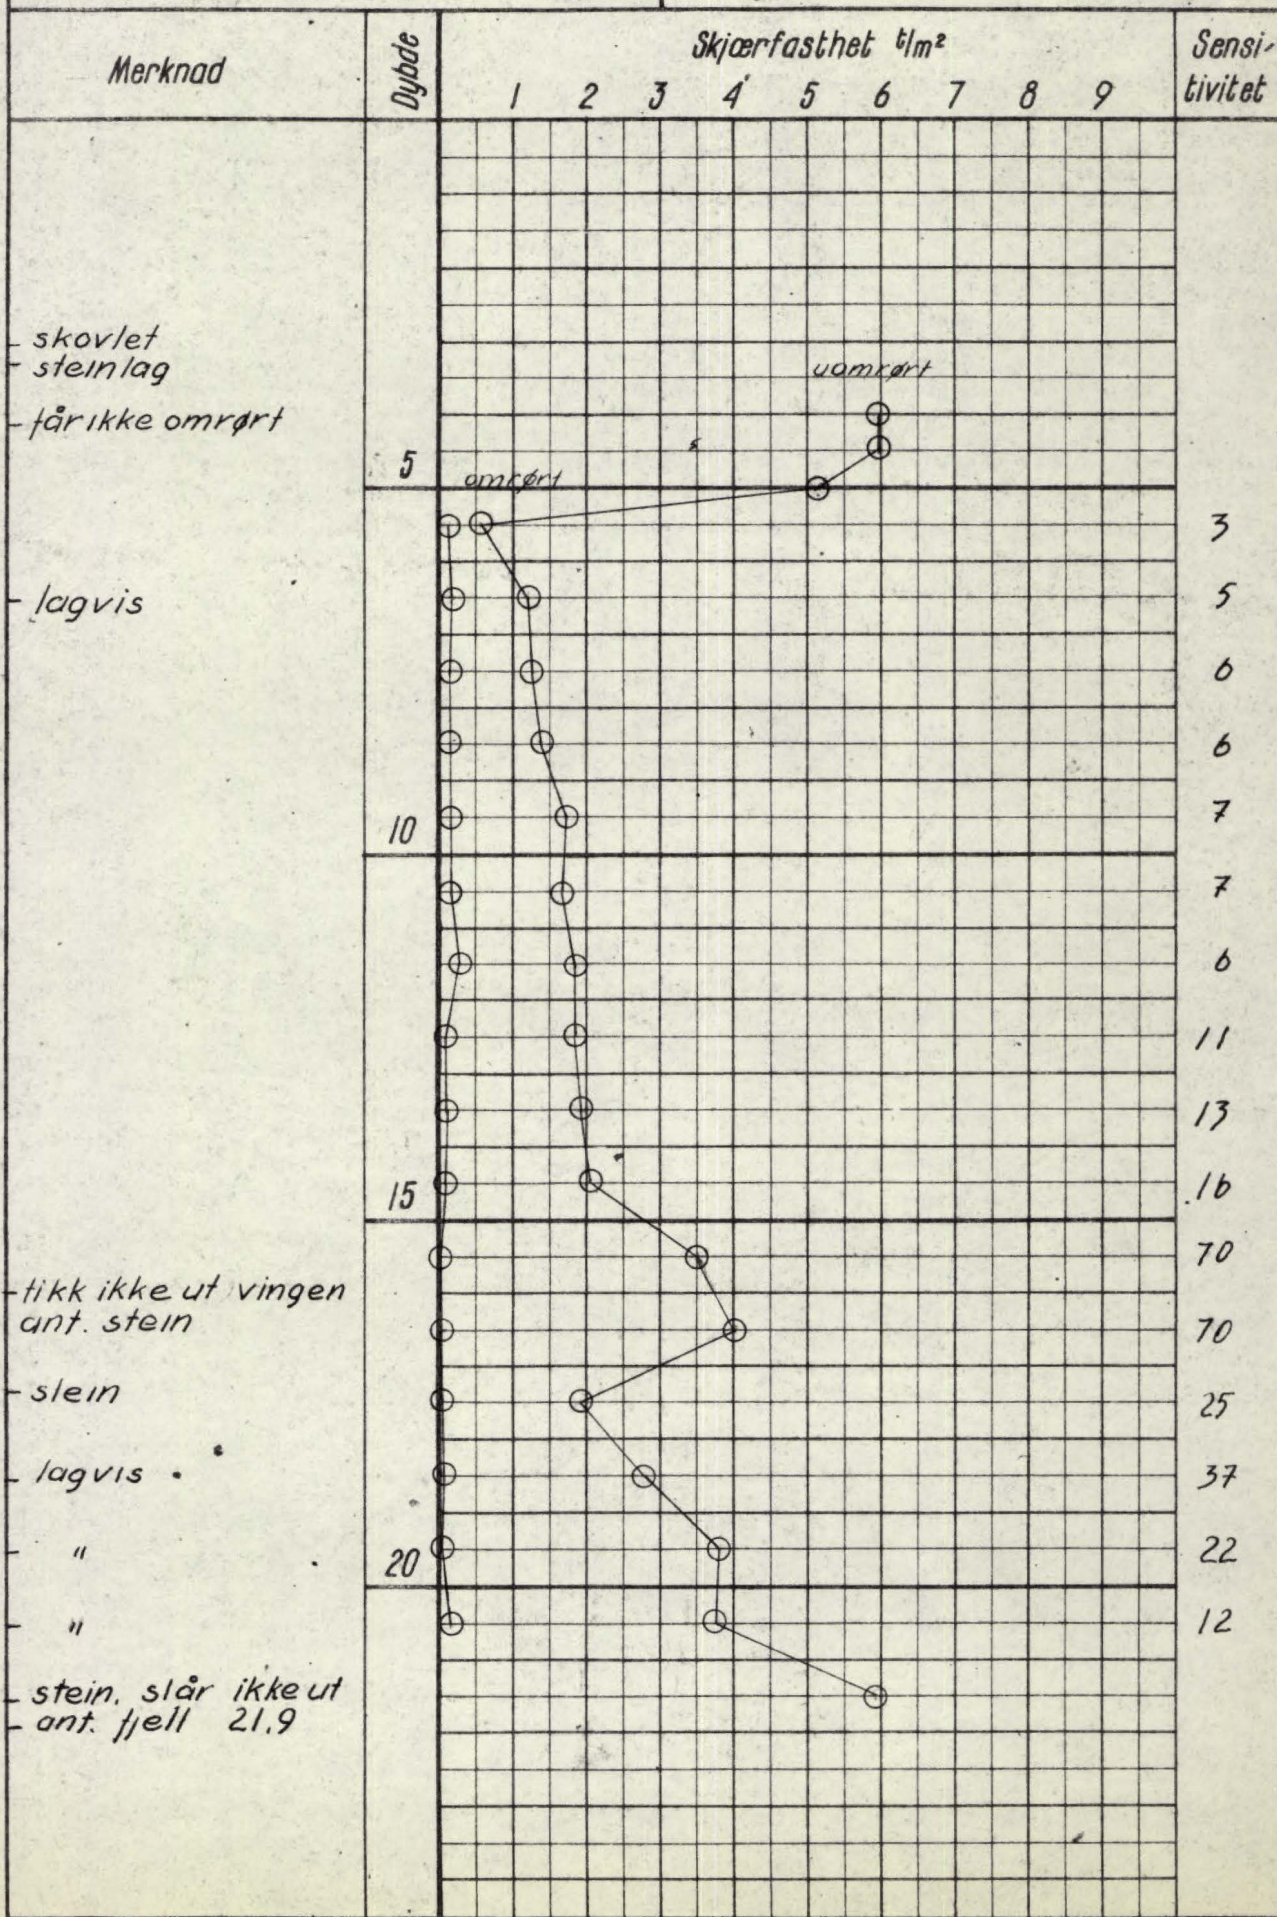 Merknad
Dybde
Skjærfasthet t/m²
1 2 3 4 5 6 7 8 9
Sensi-
tivitet
skovlet
steinlag
uomrørt
får ikke omrørt
5
omrørt
3
lagvis
5
6
6
10
7
7
6
11
13
15
16
70
fikk ikke ut vingen
ant. stein
70
stein
25
lagvis
37
"
20
22
"
12
stein. slår ikke ut
ant. fjell 21.9